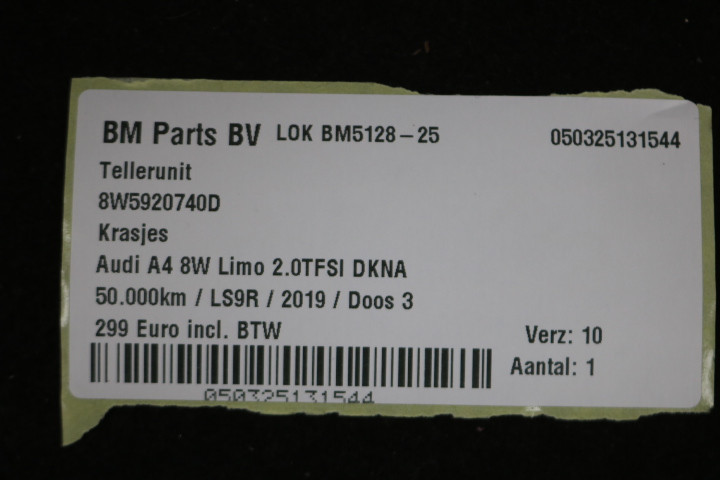 BM Parts BV LOK BM5128-25 050325131544
Tellerunit
8W5920740D
Krasjes
Audi A4 8W Limo 2.0TFSI DKNA
50.000km / LS9R / 2019 / Doos 3
299 Euro incl. BTW Verz: 10
Aantal: 1
050325131544